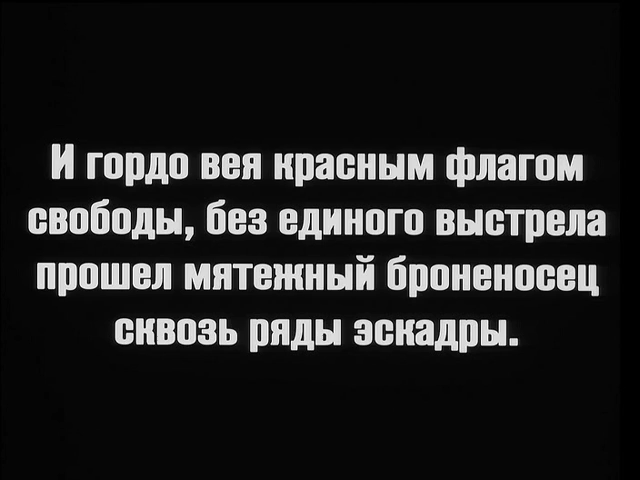 И гордо вея красным флагом
свободы, без единого выстрела
прошел мятежный броненосец
сквозь ряды эскадры.